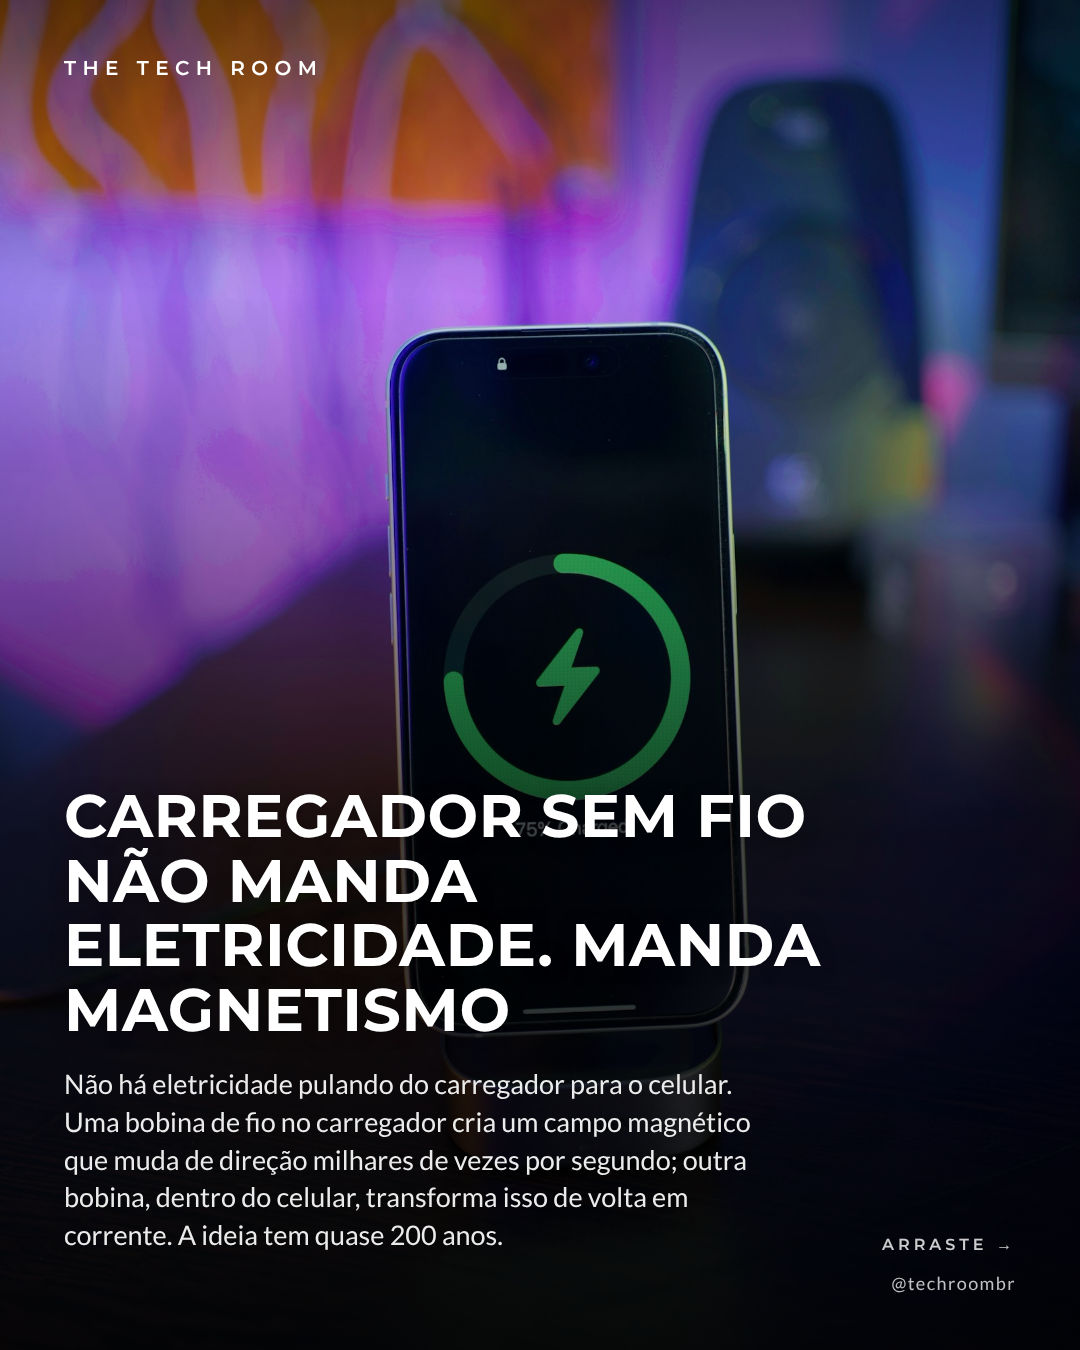 THE TECH ROOM
75% Charged
CARREGADOR SEM FIO
NÃO MANDA
ELETRICIDADE. MANDA
MAGNETISMO
Não há eletricidade pulando do carregador para o celular.
Uma bobina de fio no carregador cria um campo magnético
que muda de direção milhares de vezes por segundo; outra
bobina, dentro do celular, transforma isso de volta em
corrente. A ideia tem quase 200 anos.
ARRASTE →
@techroombr